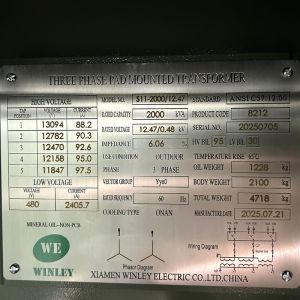 THREE PHASE PAD MOUNTED TRANSFORMER
HIGH VOLTAGE
TAP POSITION VOLTAGE (V) CURRENT (A)
1 13094 88.2
2 12782 90.3
3 12470 92.6
4 12158 95.0
5 11847 97.5
LOW VOLTAGE
VOLTAGE (V) CURRENT (A)
480 2405.7
MINERAL OIL-NON-PCB
WE
WINLEY
MODEL NO. S11-2000/12.47
RATED CAPACITY 2000 kVA
RATED VOLTAGE 12.47/0.48 kV
IMPEDANCE 6.06 %
USE CONDITION OUTDOOR
PHASE 3 PHASE
VECTOR GROUP Yyn0
RATED FREQUENCY 60 Hz
COOLING TYPE ONAN
STANDARD ANSI C57.12.00
PRODUCT CODE 8212
SERIAL NO. 20250705
HV BIL 95 LV BIL 30
TEMPERATURE RISE 65°C
OIL WEIGHT 1228 kg
BODY WEIGHT 2100 kg
TOTAL WEIGHT 4718 kg
MANUFACTURE DATE 2025.07.21
Phasor Diagram
Wiring Diagram
XIAMEN WINLEY ELECTRIC CO.,LTD,CHINA